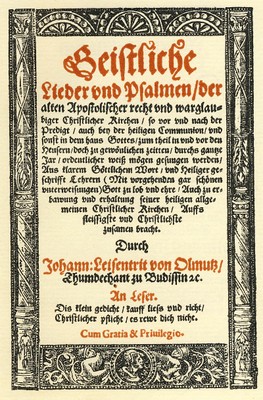 Geistliche
Lieder vnd Psalmen/der
alten Apostolischer recht vnd warglau-
biger Christlicher Kirchen/ so vor vnd nach der
Predigt / auch bey der heiligen Communion/ vnd
sonst in dem haus Gottes/ zum theil in vnd vor den
Heusern/doch zu gewönlichen zeitten/ durchs gantze
Jar/ ordentlicher weiß mögen gesungen werden/
Aus klarem Göttlichem Wort/ vnd Heiliger ge-
schrifft Lehrern (Mit vorgehenden gar schönen
vnterweisungen) Gott zu lob vnd ehre/ Auch zu er-
bawung vnd erhaltung seiner heiligen allge-
meinen Christlicher Kirchen/ Auffs
fleissigste vnd Christlichste
zusamen bracht.
Durch
Johann: Leisentrit von Olmutz/
Thumdechant zu Budissin ꝛc.
An Leser.
Dis klein gedicht/ kauff liess vnd richt/
Christlicher pflicht/ es rewt dich nicht.
Cum Gratia & Priuilegio.